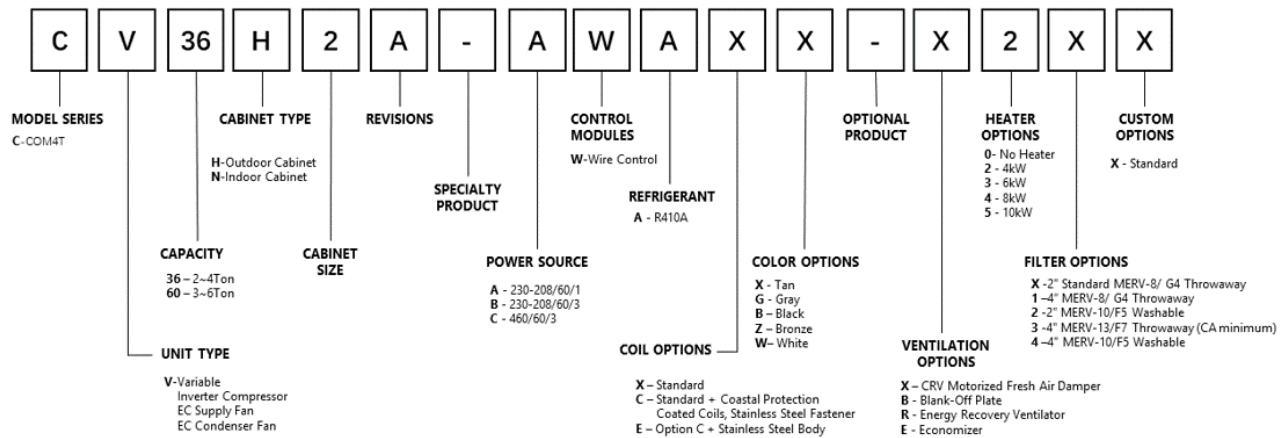 C V 36 H 2 A - A W A X X - X 2 X X
MODEL SERIES
C-COM4T
CABINET TYPE
H-Outdoor Cabinet
N-Indoor Cabinet
REVISIONS
CONTROL
MODULES
W-Wire Control
OPTIONAL
PRODUCT
HEATER
OPTIONS
0- No Heater
2 - 4kW
3 - 6kW
4 - 8kW
5 - 10kW
CUSTOM
OPTIONS
X - Standard
SPECIALTY
PRODUCT
REFRIGERANT
A - R410A
CAPACITY
36 – 2~4Ton
60 – 3~6Ton
CABINET
SIZE
POWER SOURCE
A - 230-208/60/1
B - 230-208/60/3
C - 460/60/3
COLOR OPTIONS
X - Tan
G - Gray
B – Black
Z – Bronze
W– White
FILTER OPTIONS
X -2" Standard MERV-8/ G4 Throwaway
1 –4" MERV-8/ G4 Throwaway
2 -2" MERV-10/F5 Washable
3 -4" MERV-13/F7 Throwaway (CA minimum)
4 –4" MERV-10/F5 Washable
UNIT TYPE
V-Variable
Inverter Compressor
EC Supply Fan
EC Condenser Fan
COIL OPTIONS
X – Standard
C – Standard + Coastal Protection
Coated Coils, Stainless Steel Fastener
E – Option C + Stainless Steel Body
VENTILATION
OPTIONS
X – CRV Motorized Fresh Air Damper
B - Blank-Off Plate
R - Energy Recovery Ventilator
E - Economizer